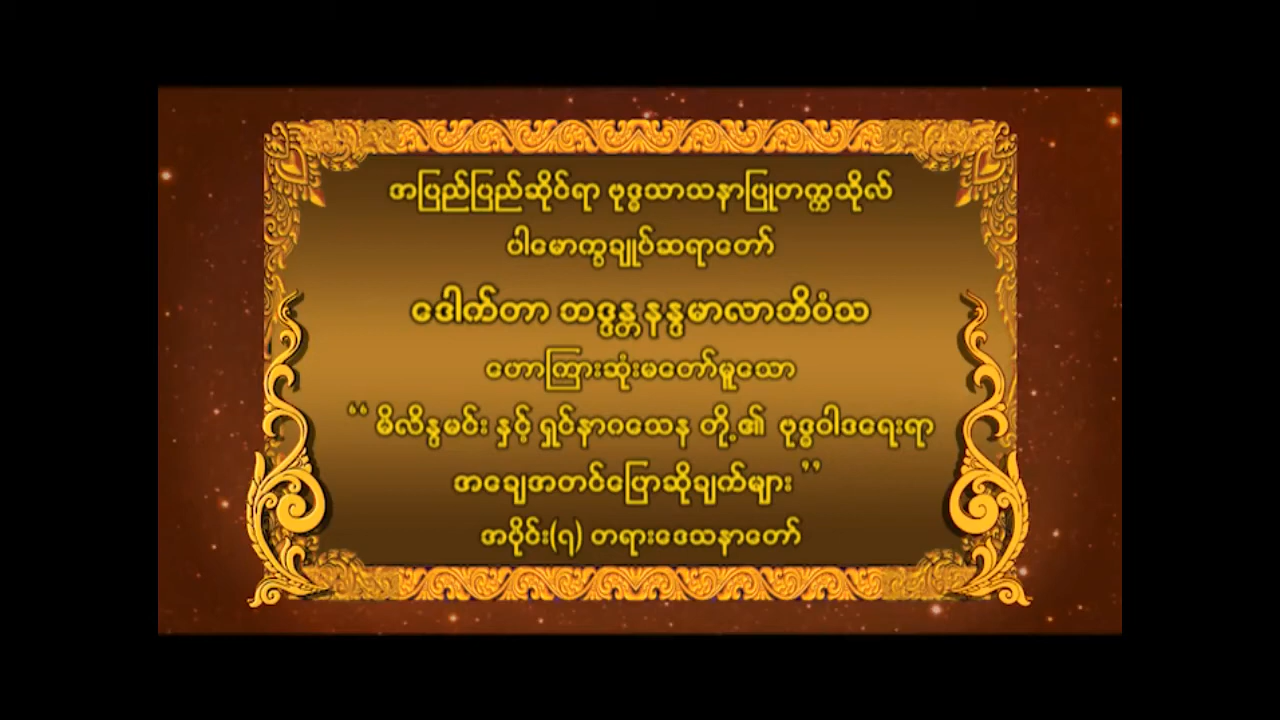 အပြည်ပြည်ဆိုင်ရာ ဗုဒ္ဓသာသနာပြုတက္ကသိုလ်
ပါမောက္ခချုပ်ဆရာတော်
ဒေါက်တာ ဘဒ္ဒန္တနန္ဒမာလာဘိဝံသ
ဟောကြားဆုံးမတော်မူသော
“ မိလိန္ဒမင်း နှင့် ရှင်နာဂသေန တို့၏ ဗုဒ္ဓဝါဒရေးရာ
အချေအတင်ပြောဆိုချက်များ ”
အပိုင်း(၇) တရားဒေသနာတော်